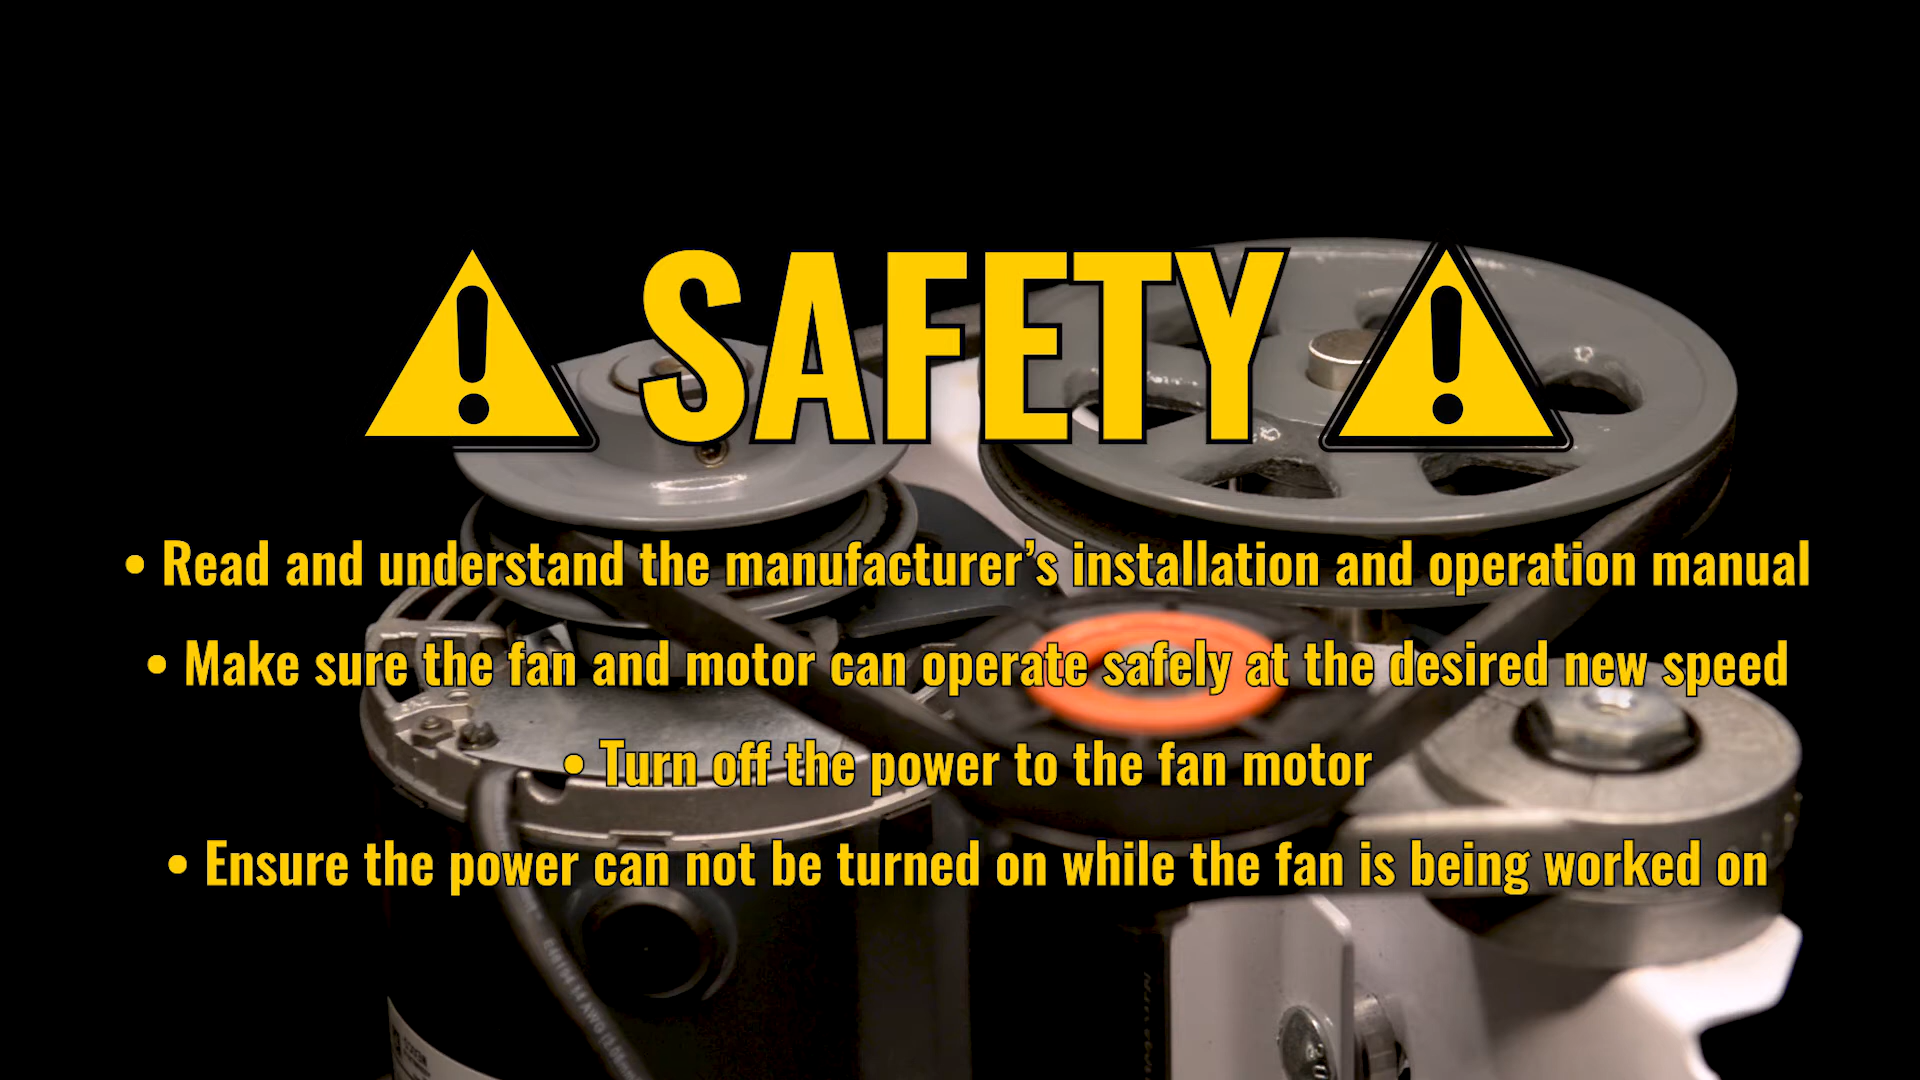 SAFETY
• Read and understand the manufacturer’s installation and operation manual
• Make sure the fan and motor can operate safely at the desired new speed
• Turn off the power to the fan motor
• Ensure the power can not be turned on while the fan is being worked on